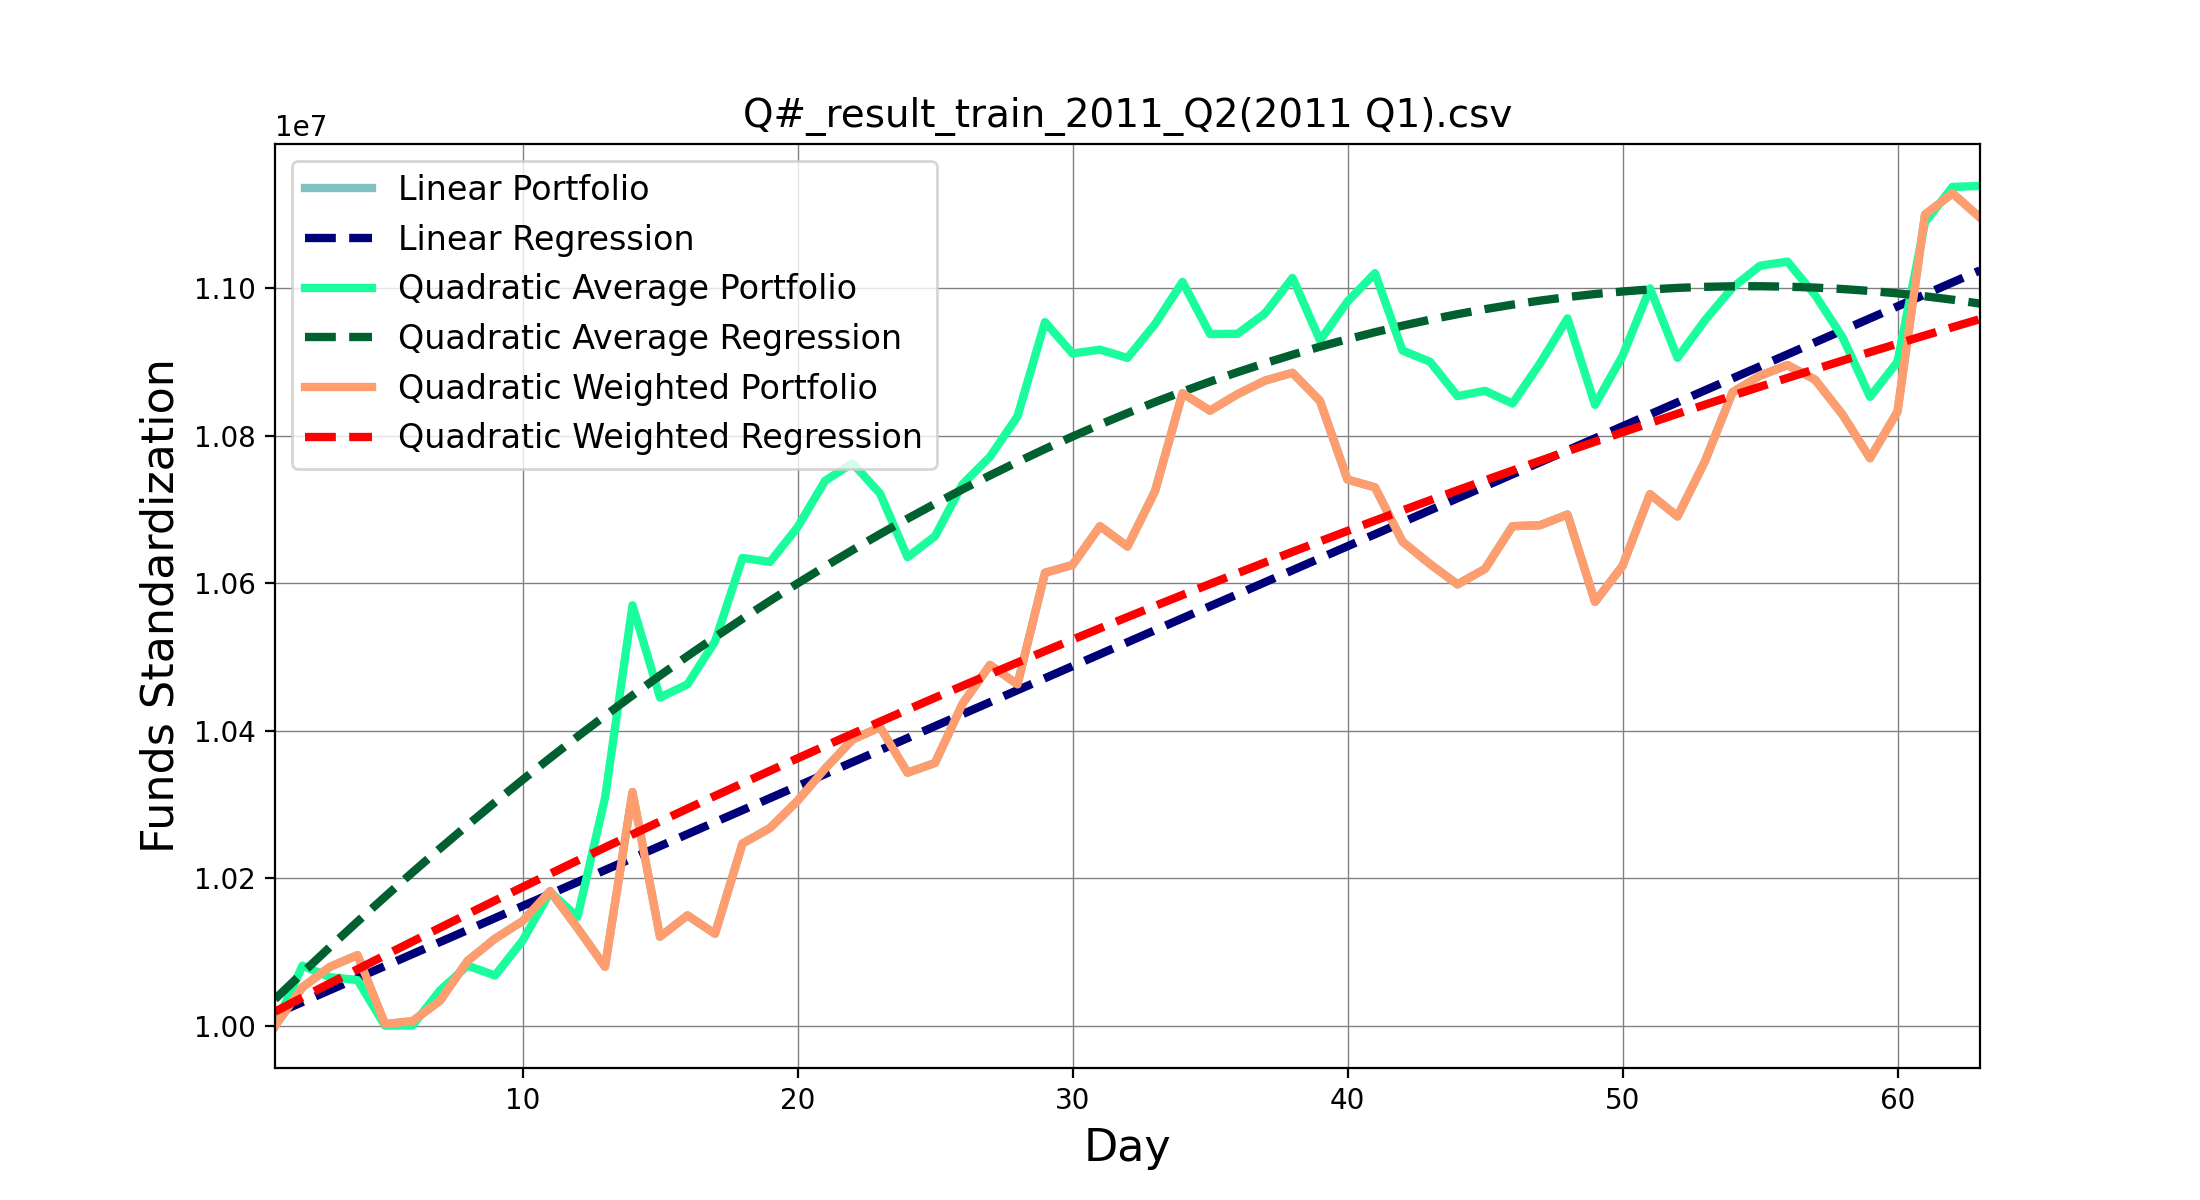 Q#_result_train_2011_Q2(2011 Q1).csv
1e7
Linear Portfolio
Linear Regression
Quadratic Average Portfolio
Quadratic Average Regression
Quadratic Weighted Portfolio
Quadratic Weighted Regression
Funds Standardization
1.10
1.08
1.06
1.04
1.02
1.00
10 20 30 40 50 60
Day